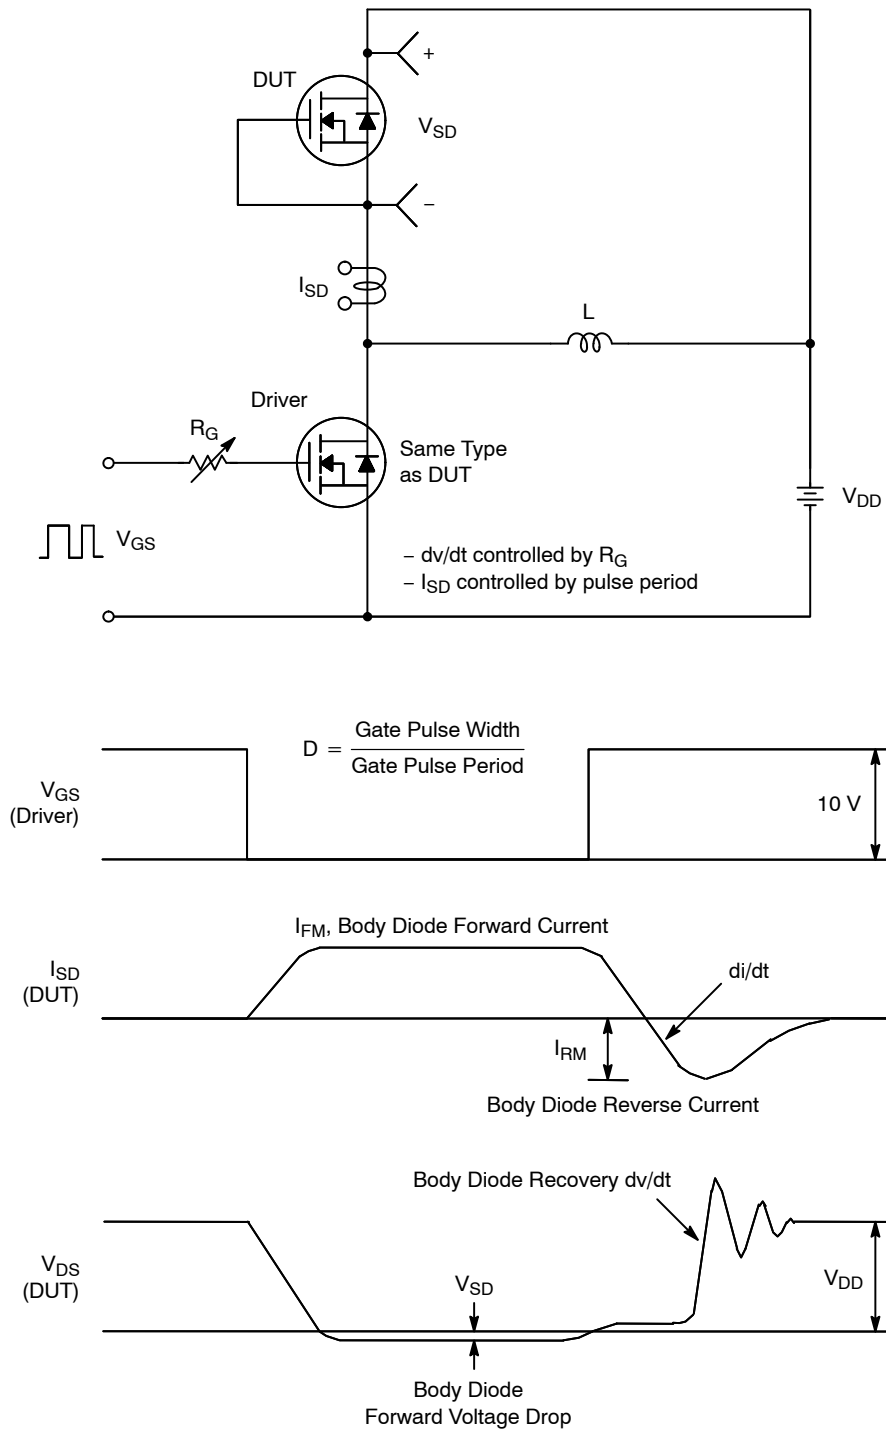 +
DUT
V_SD
−
I_SD
L
Driver
R_G
Same Type
as DUT
V_DD
V_GS
− dv/dt controlled by R_G
− I_SD controlled by pulse period
D = Gate Pulse Width
Gate Pulse Period
V_GS
(Driver)
10 V
I_FM, Body Diode Forward Current
I_SD
(DUT)
di/dt
I_RM
Body Diode Reverse Current
Body Diode Recovery dv/dt
V_DS
(DUT)
V_SD
V_DD
Body Diode
Forward Voltage Drop